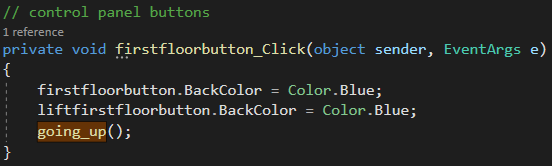 // control panel buttons
1 reference
private void firstfloorbutton_Click(object sender, EventArgs e)
{
firstfloorbutton.BackColor = Color.Blue;
liftfirstfloorbutton.BackColor = Color.Blue;
going_up();
}